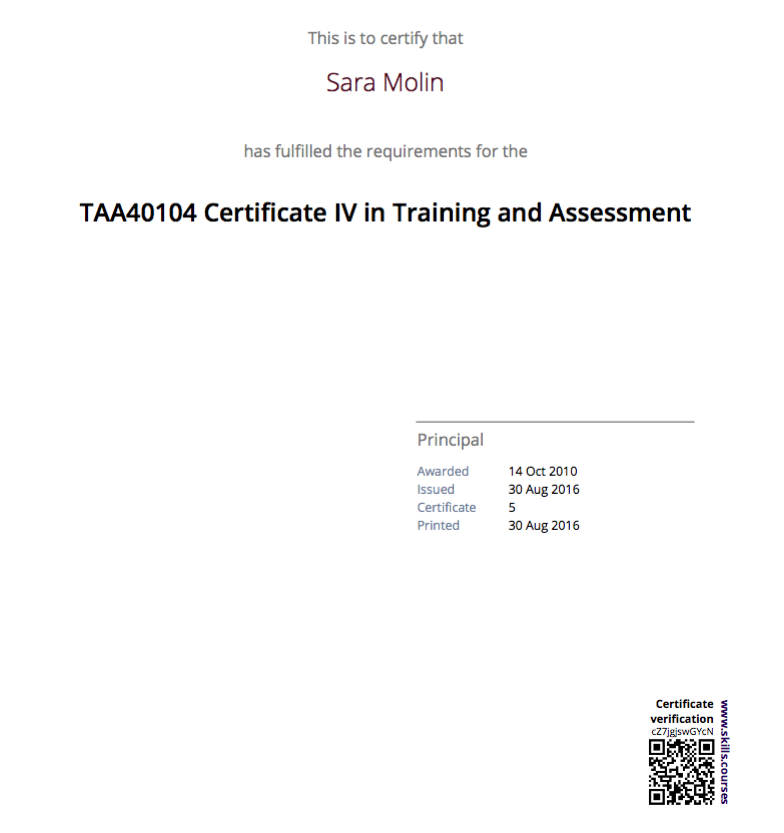 This is to certify that
Sara Molin
has fulfilled the requirements for the
TAA40104 Certificate IV in Training and Assessment
Principal
Awarded 14 Oct 2010
Issued 30 Aug 2016
Certificate 5
Printed 30 Aug 2016
Certificate
verification
cZ7jgjswGYcN
www.skills.courses